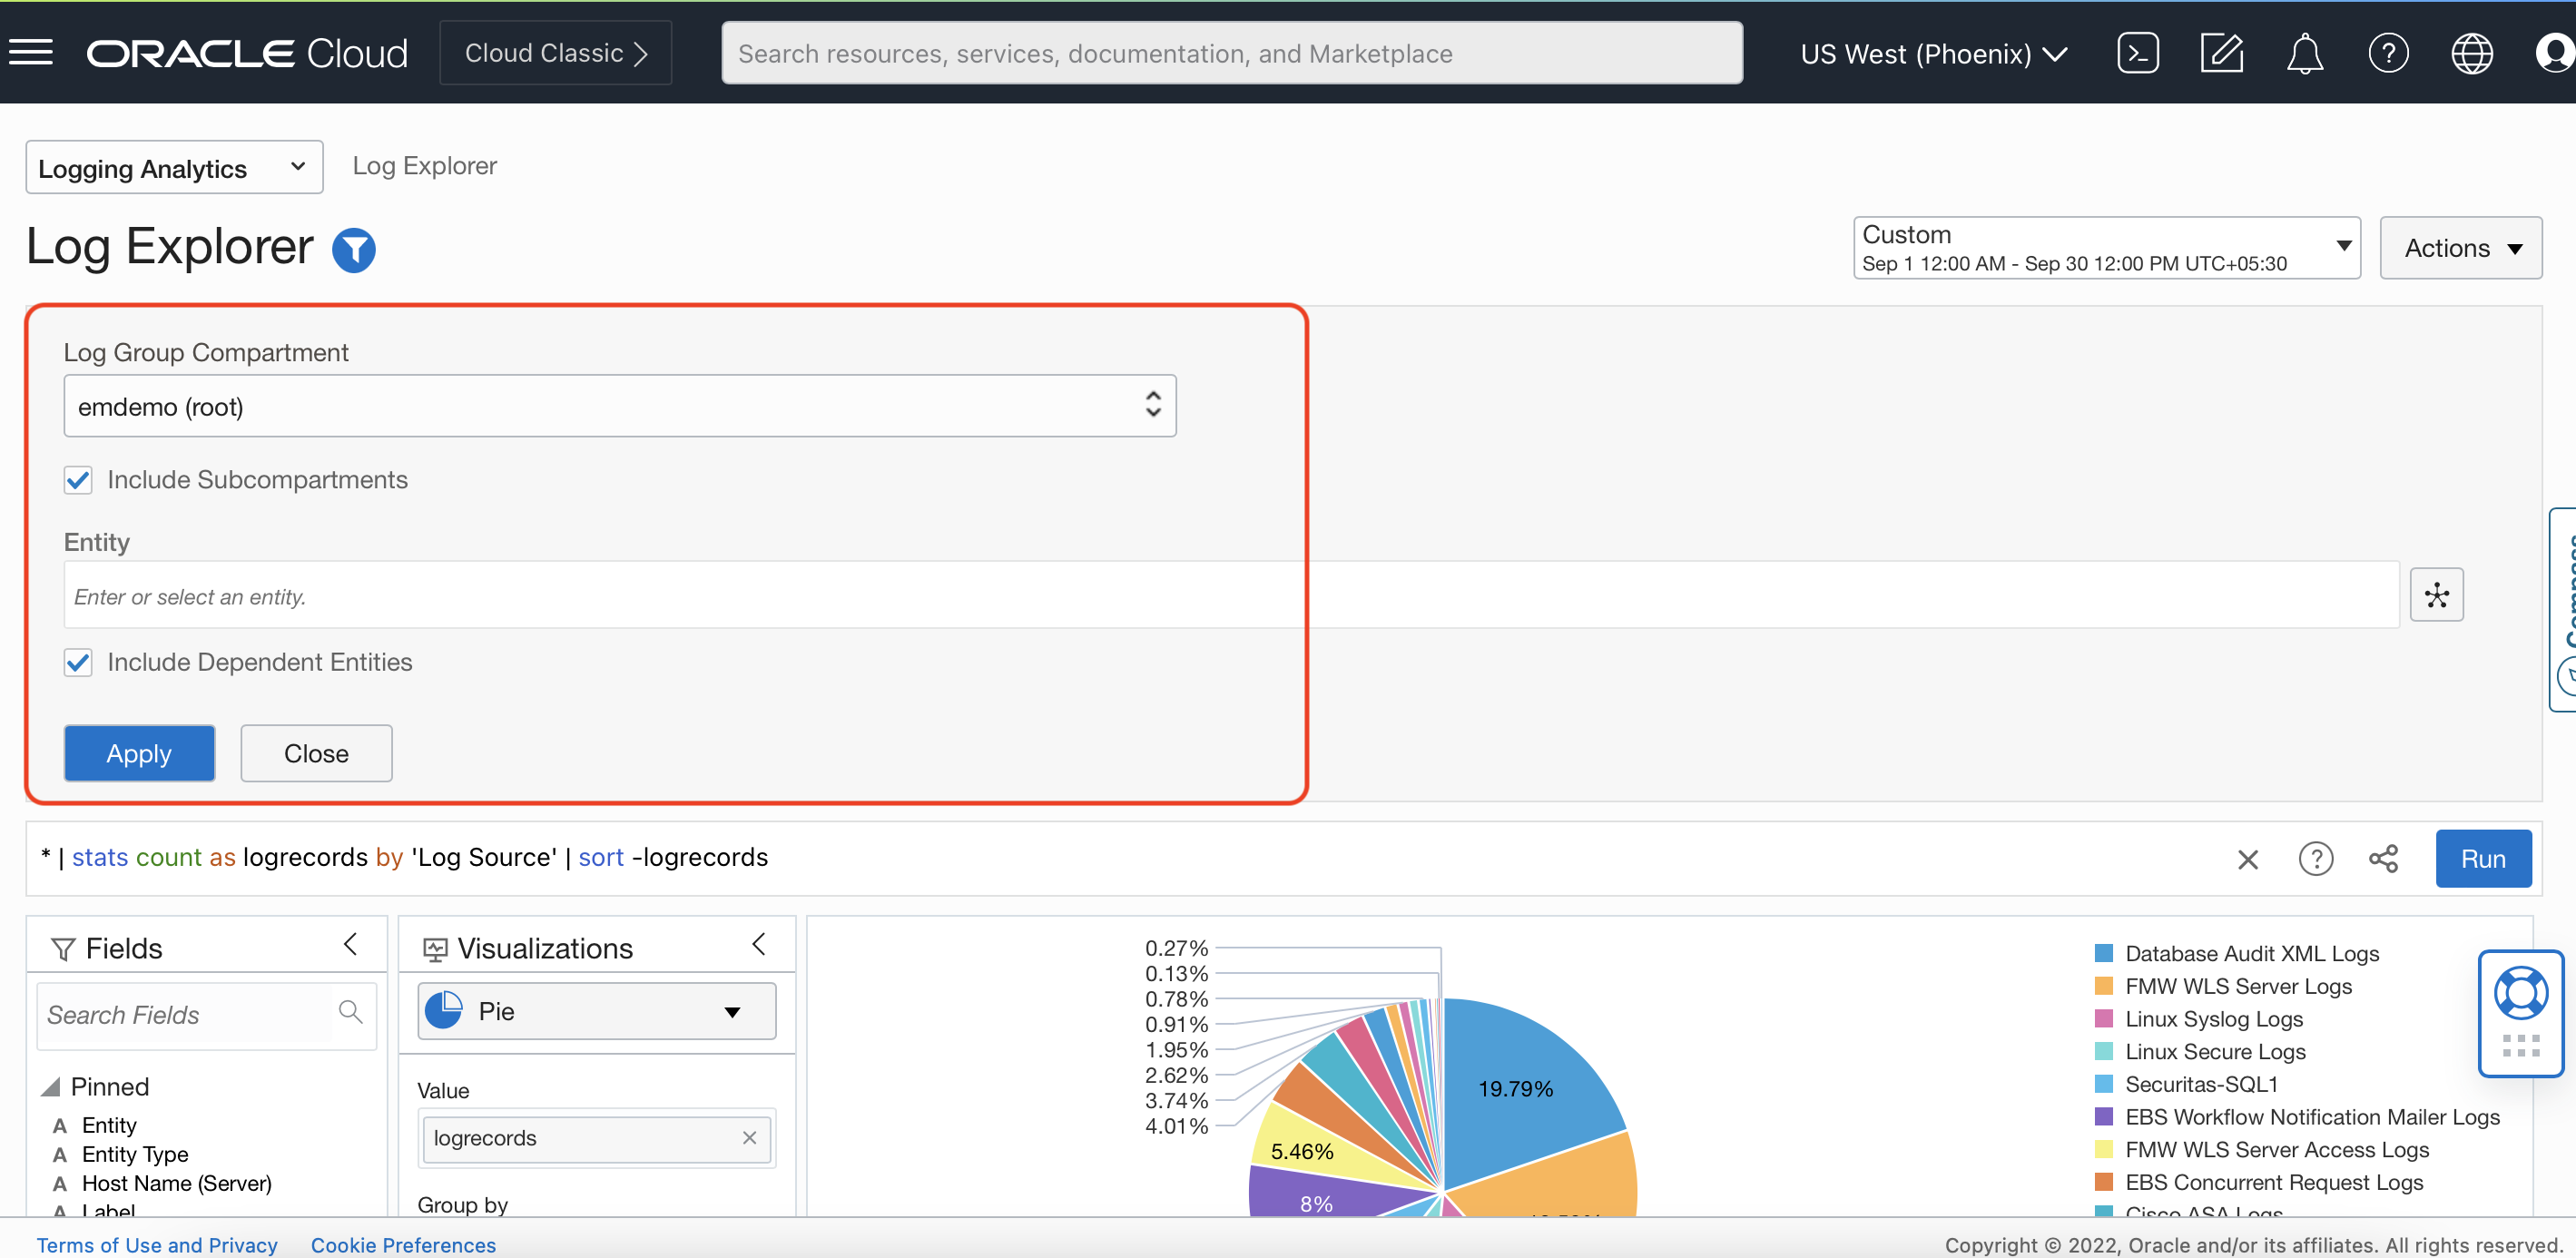 ORACLE Cloud
Cloud Classic
Search resources, services, documentation, and Marketplace
US West (Phoenix)
Logging Analytics
Log Explorer
Log Explorer
Custom
Sep 1 12:00 AM - Sep 30 12:00 PM UTC+05:30
Actions
Log Group Compartment
emdemo (root)
Include Subcompartments
Entity
Enter or select an entity.
Include Dependent Entities
Apply
Close
Compass
* | stats count as logrecords by 'Log Source' | sort -logrecords
Run
Fields
Search Fields
Pinned
Entity
Entity Type
Host Name (Server)
Label
Visualizations
Pie
Value
logrecords
Group by
0.27%
0.13%
0.78%
0.91%
1.95%
2.62%
3.74%
4.01%
5.46%
8%
19.79%
Database Audit XML Logs
FMW WLS Server Logs
Linux Syslog Logs
Linux Secure Logs
Securitas-SQL1
EBS Workflow Notification Mailer Logs
FMW WLS Server Access Logs
EBS Concurrent Request Logs
Cisco ASA Logs
Terms of Use and Privacy
Cookie Preferences
Copyright © 2022, Oracle and/or its affiliates. All rights reserved.